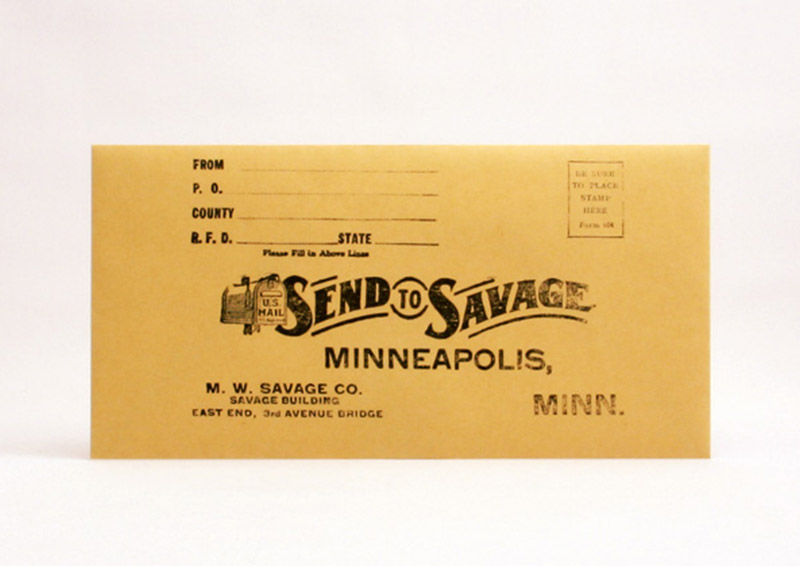 FROM
P. O.
COUNTY
R. F. D. STATE
Please Fill in Above Lines
BE SURE
TO PLACE
STAMP
HERE
Form
U.S.
MAIL
SEND TO SAVAGE
MINNEAPOLIS,
MINN.
M. W. SAVAGE CO.
SAVAGE BUILDING
EAST END, 3rd AVENUE BRIDGE